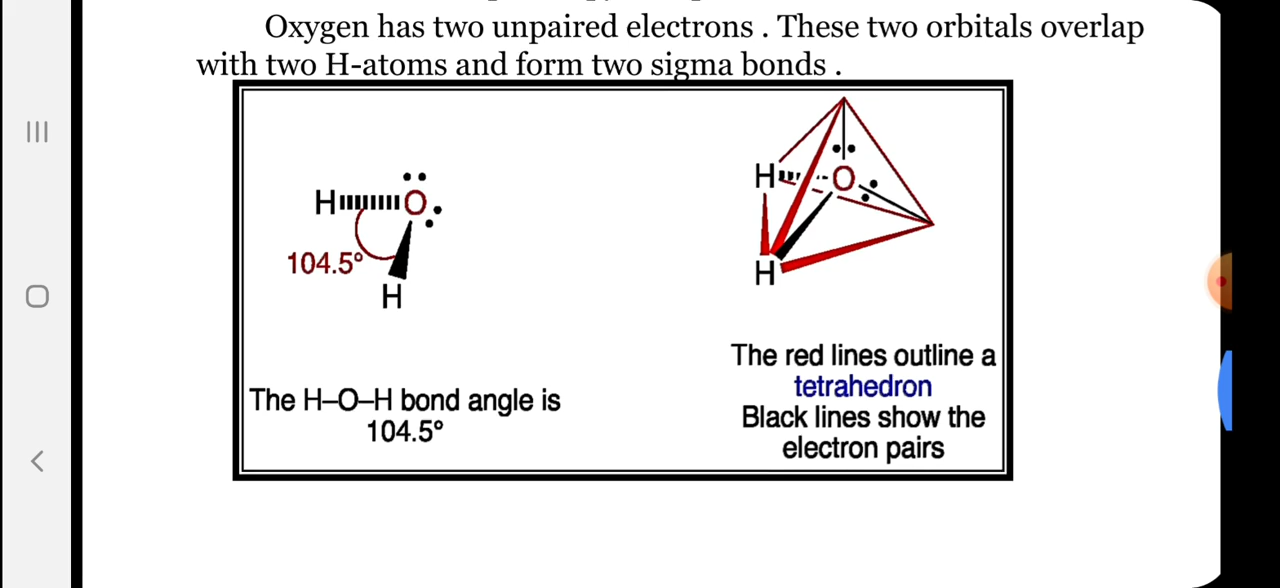 Oxygen has two unpaired electrons . These two orbitals overlap
with two H-atoms and form two sigma bonds .
H O
104.5°
H
The H–O–H bond angle is
104.5°
H O
H
The red lines outline a
tetrahedron
Black lines show the
electron pairs